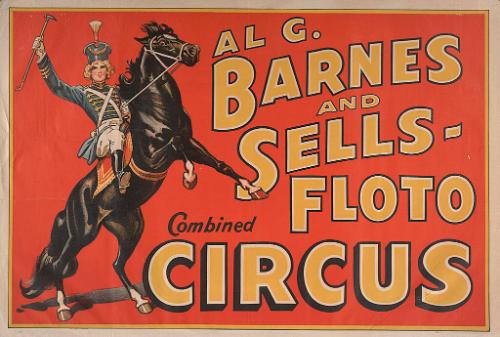 AL G.
BARNES
AND
SELLS-
FLOTO
Combined
CIRCUS